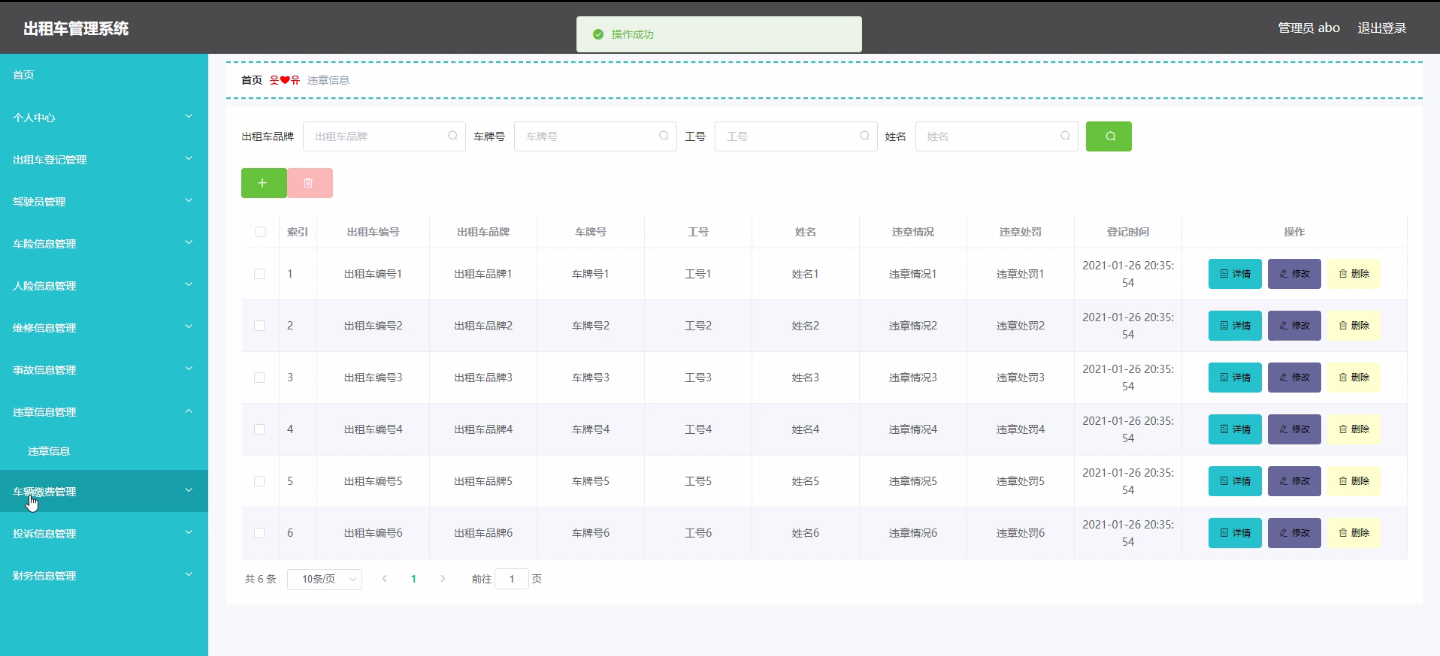 出租车管理系统
操作成功
管理员 abo 退出登录
首页
个人中心
出租车登记管理
驾驶员管理
车险信息管理
人险信息管理
维修信息管理
事故信息管理
违章信息管理
违章信息
车辆缴费管理
投诉信息管理
财务信息管理
首页 웃❤유 违章信息
出租车品牌 出租车品牌 车牌号 车牌号 工号 工号 姓名 姓名
索引 出租车编号 出租车品牌 车牌号 工号 姓名 违章情况 违章处罚 登记时间 操作
1 出租车编号1 出租车品牌1 车牌号1 工号1 姓名1 违章情况1 违章处罚1 2021-01-26 20:35:54 详情 修改 删除
2 出租车编号2 出租车品牌2 车牌号2 工号2 姓名2 违章情况2 违章处罚2 2021-01-26 20:35:54 详情 修改 删除
3 出租车编号3 出租车品牌3 车牌号3 工号3 姓名3 违章情况3 违章处罚3 2021-01-26 20:35:54 详情 修改 删除
4 出租车编号4 出租车品牌4 车牌号4 工号4 姓名4 违章情况4 违章处罚4 2021-01-26 20:35:54 详情 修改 删除
5 出租车编号5 出租车品牌5 车牌号5 工号5 姓名5 违章情况5 违章处罚5 2021-01-26 20:35:54 详情 修改 删除
6 出租车编号6 出租车品牌6 车牌号6 工号6 姓名6 违章情况6 违章处罚6 2021-01-26 20:35:54 详情 修改 删除
共 6 条 10条/页 1 前往 1 页